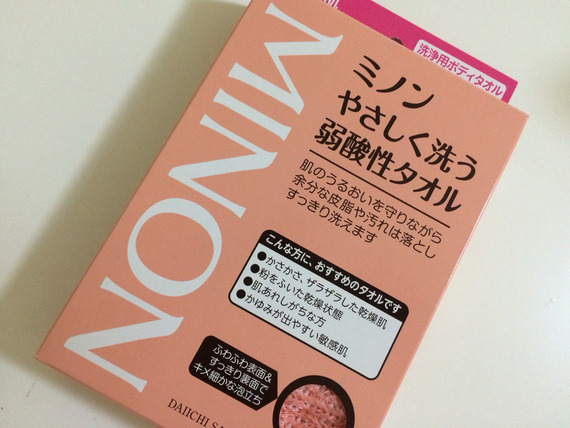 洗浄用ボディタオル
MINON
ミノン
やさしく洗う
弱酸性タオル
肌のうるおいを守りながら
余分な皮脂や汚れは落とし
すっきり洗えます
こんな方に、おすすめのタオルです
●かさかさ、ザラザラした乾燥肌
●粉をふいた乾燥状態
●肌あれしがちな方
●かゆみが出やすい敏感肌
ふわふわ表面&
すっきり裏面で
キメ細かな泡立ち
DAIICHI